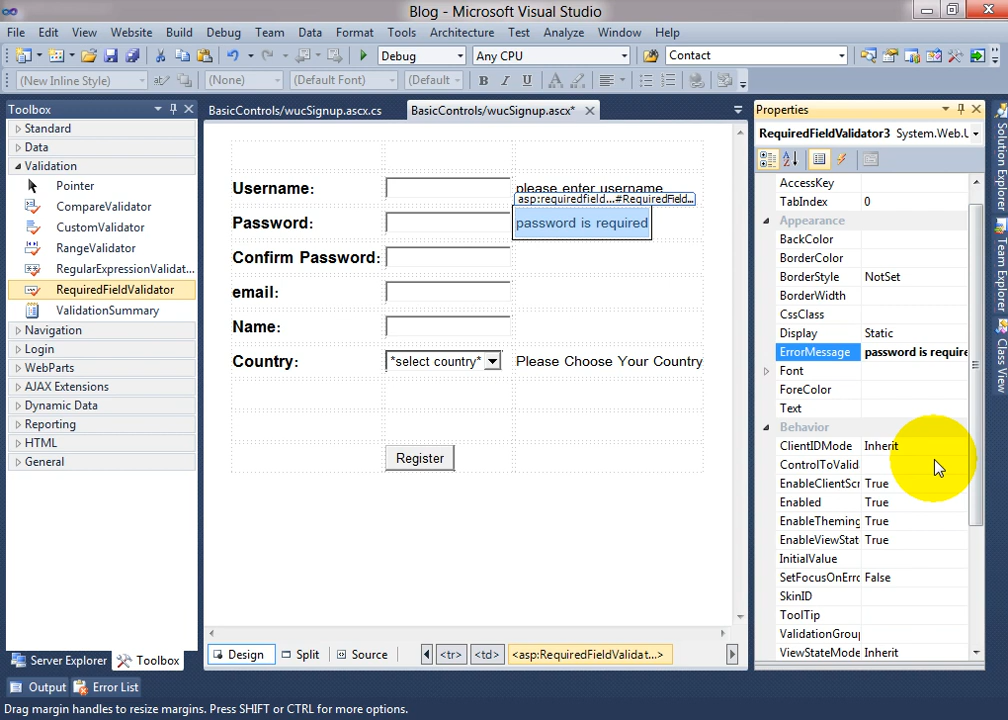 Blog - Microsoft Visual Studio
File Edit View Website Build Debug Team Data Format Tools Architecture Test Analyze Window Help
Debug Any CPU Contact
(New Inline Style) (None) (Default Font) (Default B I U A
Toolbox
Standard
Data
Validation
Pointer
CompareValidator
CustomValidator
RangeValidator
RegularExpressionValidat...
RequiredFieldValidator
ValidationSummary
Navigation
Login
WebParts
AJAX Extensions
Dynamic Data
Reporting
HTML
General
Server Explorer Toolbox
BasicControls/wucSignup.ascx.cs BasicControls/wucSignup.ascx*
Username: please enter username
asp:requiredfield...#RequiredField...
Password: password is required
Confirm Password:
email:
Name:
Country: *select country* Please Choose Your Country
Register
Design Split Source <tr> <td> <asp:RequiredFieldValidat...>
Properties
RequiredFieldValidator3 System.Web.U
AccessKey
TabIndex 0
Appearance
BackColor
BorderColor
BorderStyle NotSet
BorderWidth
CssClass
Display Static
ErrorMessage password is require
Font
ForeColor
Text
Behavior
ClientIDMode Inherit
ControlToValid
EnableClientScr True
Enabled True
EnableTheming True
EnableViewStat True
InitialValue
SetFocusOnErro False
SkinID
ToolTip
ValidationGroup
ViewStateMode Inherit
Solution Explorer
Team Explorer
Class View
Output Error List
Drag margin handles to resize margins. Press SHIFT or CTRL for more options.